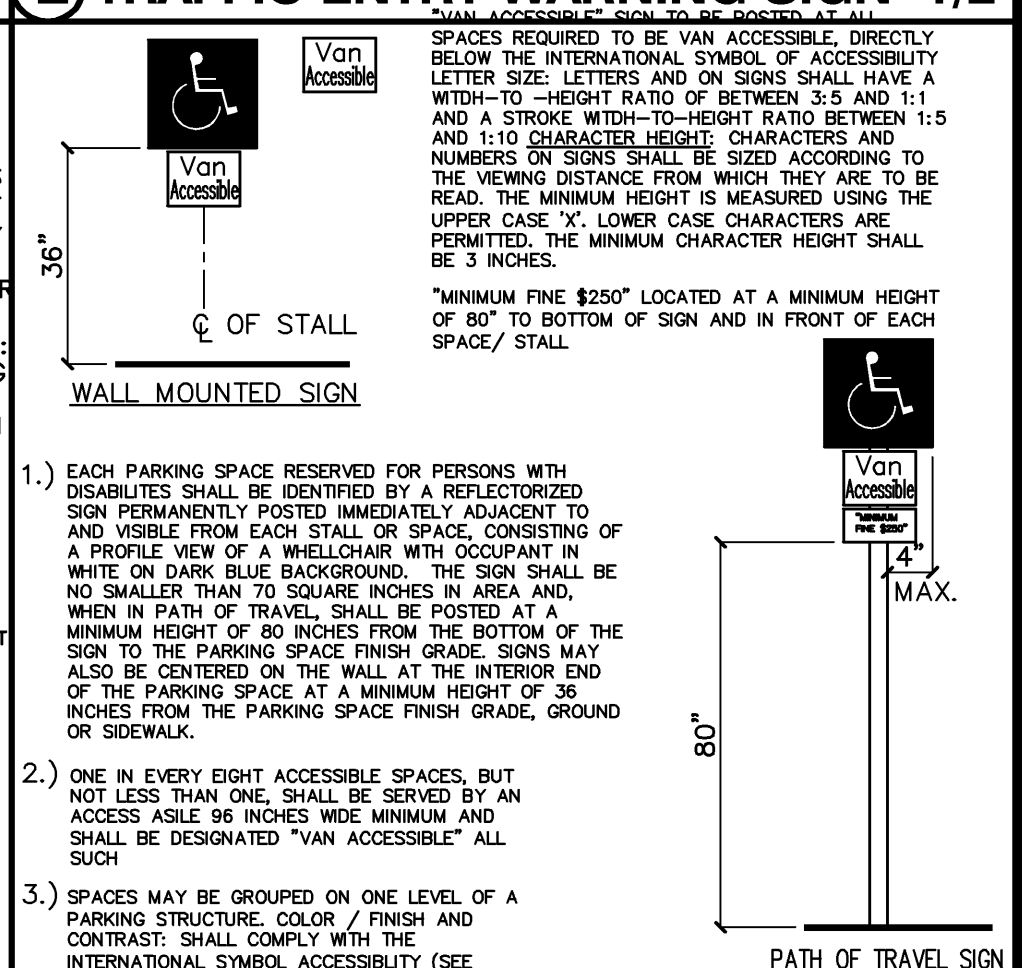 TRAFFIC ENTRY WARNING SIGN
"VAN ACCESSIBLE" SIGN TO BE POSTED AT ALL
SPACES REQUIRED TO BE VAN ACCESSIBLE, DIRECTLY
BELOW THE INTERNATIONAL SYMBOL OF ACCESSIBILITY
LETTER SIZE: LETTERS AND ON SIGNS SHALL HAVE A
WITDH-TO -HEIGHT RATIO OF BETWEEN 3:5 AND 1:1
AND A STROKE WITDH-TO-HEIGHT RATIO BETWEEN 1:5
AND 1:10 CHARACTER HEIGHT: CHARACTERS AND
NUMBERS ON SIGNS SHALL BE SIZED ACCORDING TO
THE VIEWING DISTANCE FROM WHICH THEY ARE TO BE
READ. THE MINIMUM HEIGHT IS MEASURED USING THE
UPPER CASE 'X'. LOWER CASE CHARACTERS ARE
PERMITTED. THE MINIMUM CHARACTER HEIGHT SHALL
BE 3 INCHES.
"MINIMUM FINE $250" LOCATED AT A MINIMUM HEIGHT
OF 80" TO BOTTOM OF SIGN AND IN FRONT OF EACH
SPACE/ STALL
Van
Accessible
Van
Accessible
36"
℄ OF STALL
WALL MOUNTED SIGN
1.) EACH PARKING SPACE RESERVED FOR PERSONS WITH
DISABILITES SHALL BE IDENTIFIED BY A REFLECTORIZED
SIGN PERMANENTLY POSTED IMMEDIATELY ADJACENT TO
AND VISIBLE FROM EACH STALL OR SPACE, CONSISTING OF
A PROFILE VIEW OF A WHELLCHAIR WITH OCCUPANT IN
WHITE ON DARK BLUE BACKGROUND. THE SIGN SHALL BE
NO SMALLER THAN 70 SQUARE INCHES IN AREA AND,
WHEN IN PATH OF TRAVEL, SHALL BE POSTED AT A
MINIMUM HEIGHT OF 80 INCHES FROM THE BOTTOM OF THE
SIGN TO THE PARKING SPACE FINISH GRADE. SIGNS MAY
ALSO BE CENTERED ON THE WALL AT THE INTERIOR END
OF THE PARKING SPACE AT A MINIMUM HEIGHT OF 36
INCHES FROM THE PARKING SPACE FINISH GRADE, GROUND
OR SIDEWALK.
2.) ONE IN EVERY EIGHT ACCESSIBLE SPACES, BUT
NOT LESS THAN ONE, SHALL BE SERVED BY AN
ACCESS ASILE 96 INCHES WIDE MINIMUM AND
SHALL BE DESIGNATED "VAN ACCESSIBLE" ALL
SUCH
3.) SPACES MAY BE GROUPED ON ONE LEVEL OF A
PARKING STRUCTURE. COLOR / FINISH AND
CONTRAST: SHALL COMPLY WITH THE
INTERNATIONAL SYMBOL ACCESSIBLITY (SEE
Van
Accessible
"MINIMUM
FINE $250"
4"
MAX.
80"
PATH OF TRAVEL SIGN